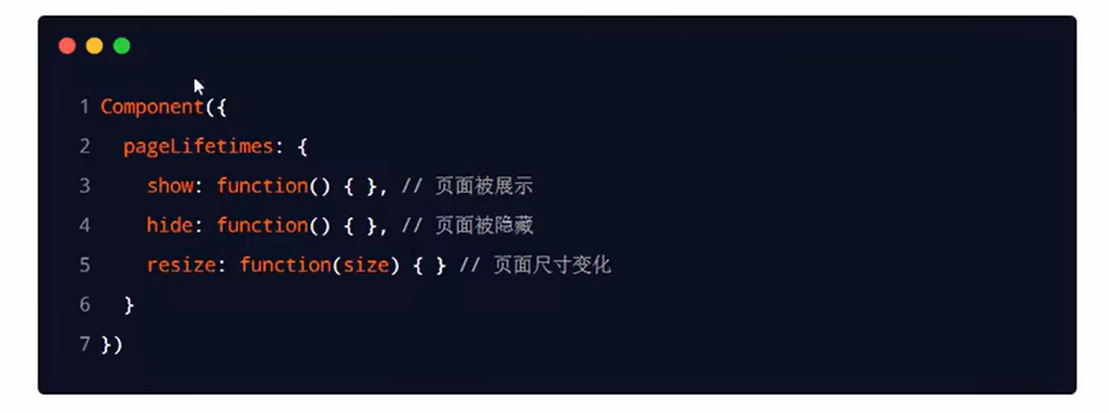 1 Component({
2 pageLifetimes: {
3 show: function() { }, // 页面被展示
4 hide: function() { }, // 页面被隐藏
5 resize: function(size) { } // 页面尺寸变化
6 }
7 })